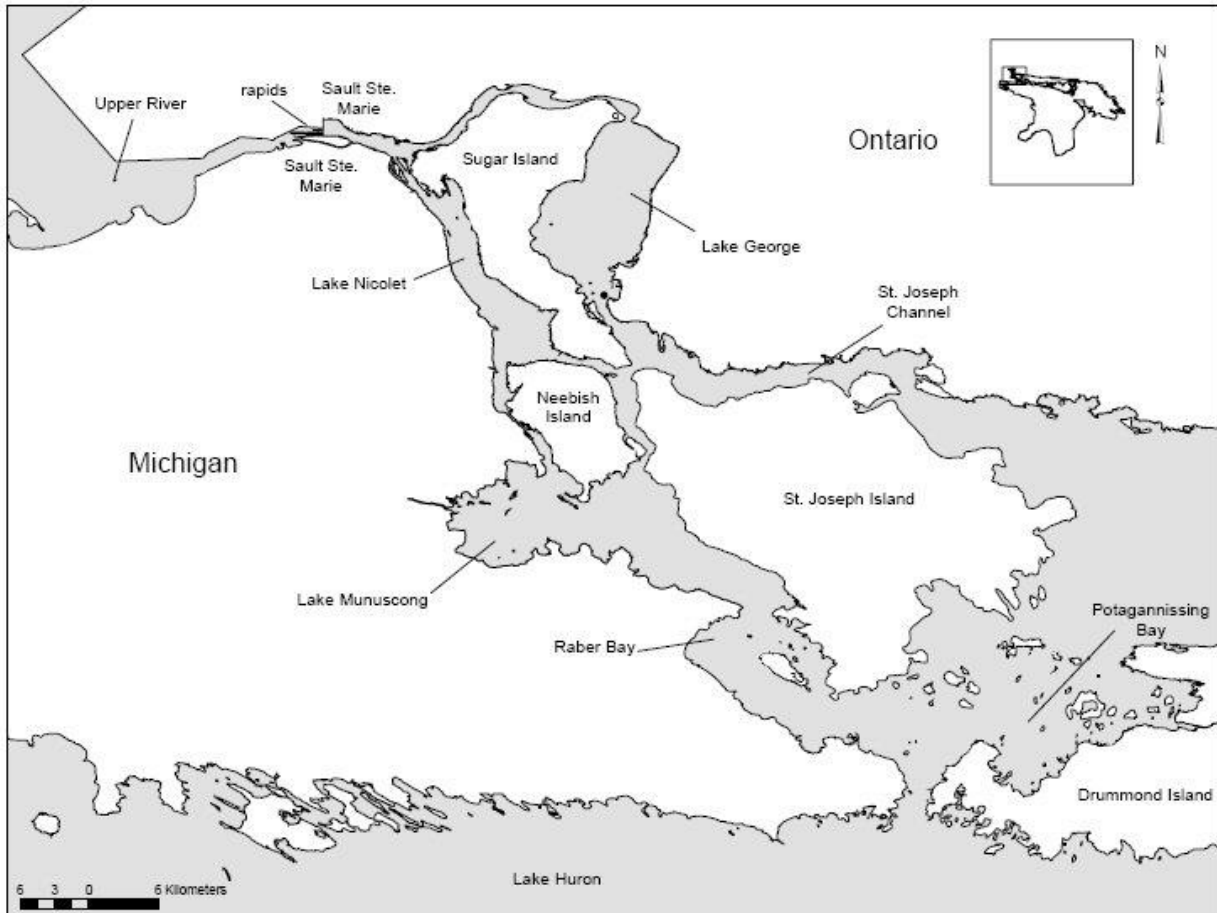 Upper River
rapids
Sault Ste.
Marie
Sault Ste.
Marie
Sugar Island
Ontario
N
Lake George
Lake Nicolet
St. Joseph
Channel
Neebish
Island
Michigan
St. Joseph Island
Lake Munuscong
Raber Bay
Potagannissing
Bay
Drummond Island
Lake Huron
6 3 0 6 Kilometers